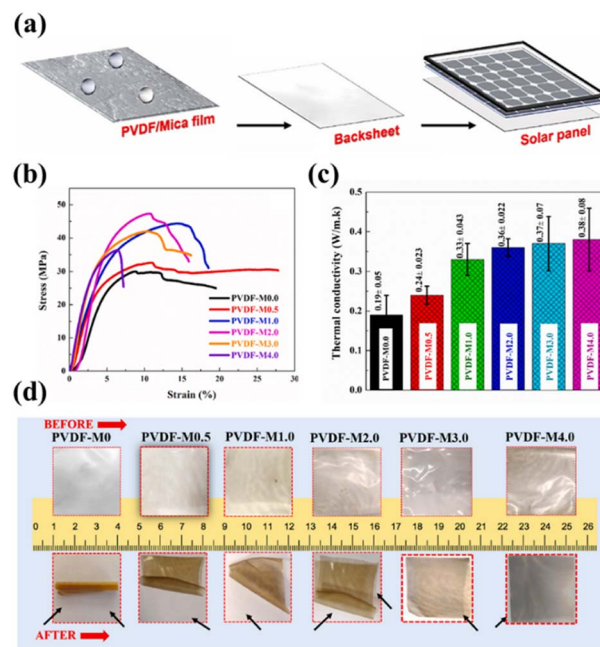 (a)
PVDF/Mica film
Backsheet
Solar panel
(b)
50
40
30
20
10
0
Stress (MPa)
0 5 10 15 20 25
Strain (%)
PVDF-M0.0
PVDF-M0.5
PVDF-M1.0
PVDF-M2.0
PVDF-M3.0
PVDF-M4.0
(c)
0.5
0.4
0.3
0.2
0.1
0.0
Thermal conductivity (W/m.k)
0.19± 0.05
0.24± 0.023
0.33± 0.043
0.36± 0.022
0.37± 0.07
0.38± 0.08
PVDF-M0.0
PVDF-M0.5
PVDF-M1.0
PVDF-M2.0
PVDF-M3.0
PVDF-M4.0
(d)
BEFORE
PVDF-M0 PVDF-M0.5 PVDF-M1.0 PVDF-M2.0 PVDF-M3.0 PVDF-M4.0
0 1 2 3 4 5 6 7 8 9 10 11 12 13 14 15 16 17 18 19 20 21 22 23 24 25 26
AFTER